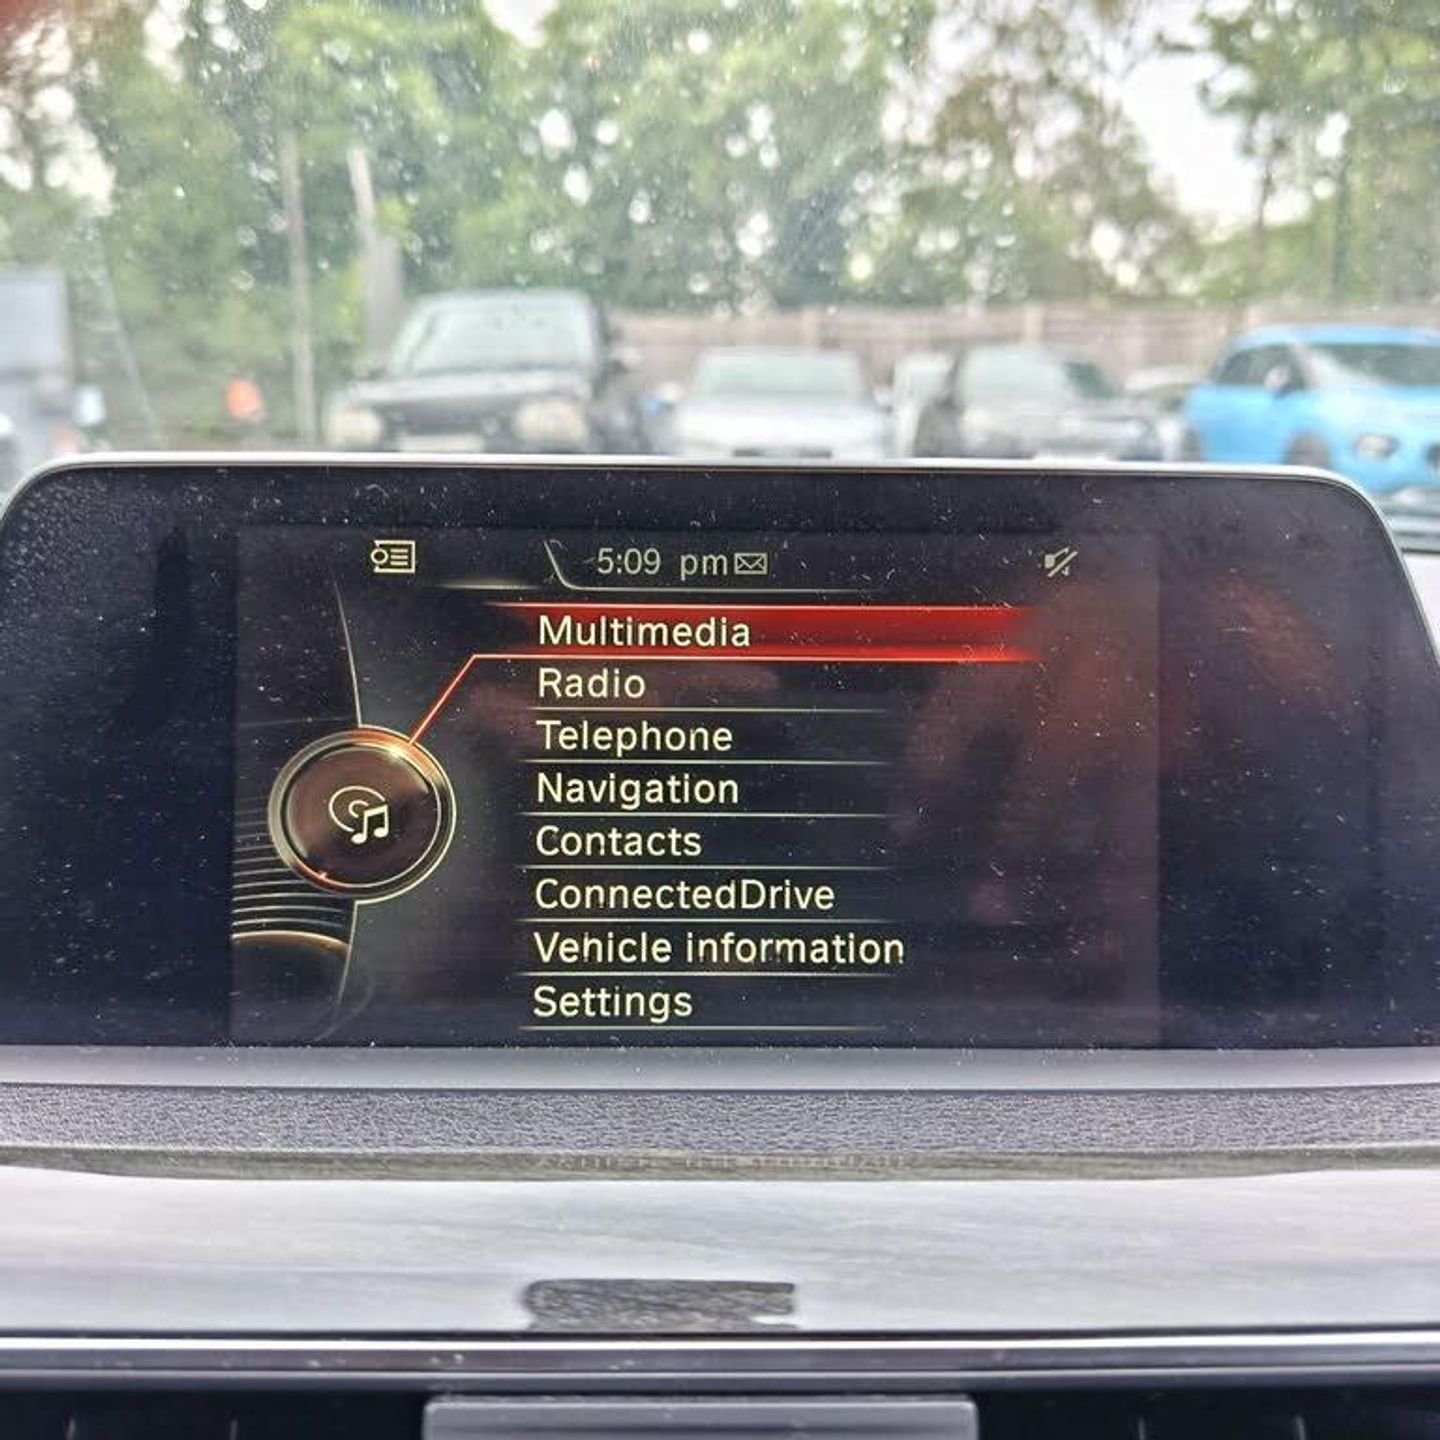 5:09 pm
Multimedia
Radio
Telephone
Navigation
Contacts
ConnectedDrive
Vehicle information
Settings